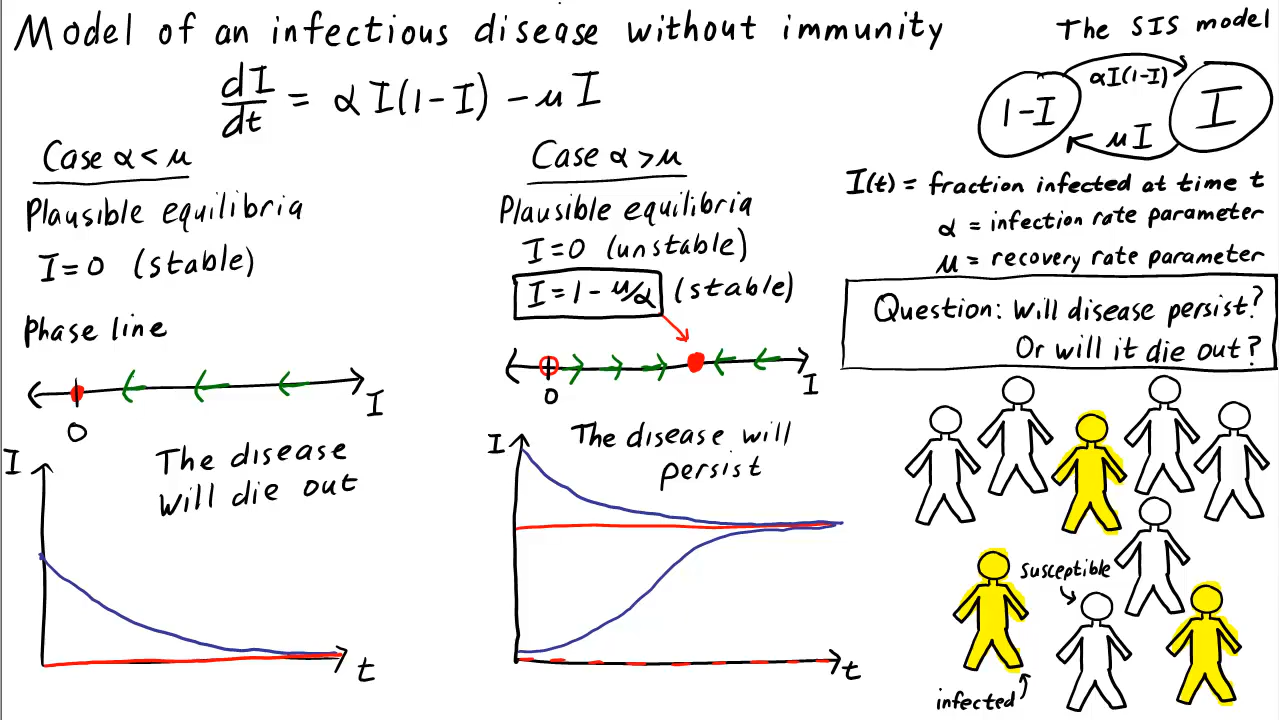 Model of an infectious disease without immunity
dI/dt = αI(1-I) - μI
Case α<μ
Plausible equilibria
I=0 (stable)
Phase line
0
I
The disease
will die out
I
t
Case α>μ
Plausible equilibria
I=0 (unstable)
I=1-μ/α (stable)
0
I
The disease will
persist
I
t
The SIS model
αI(1-I)
1-I
I
μI
I(t) = fraction infected at time t
α = infection rate parameter
μ = recovery rate parameter
Question: Will disease persist?
Or will it die out?
susceptible
infected